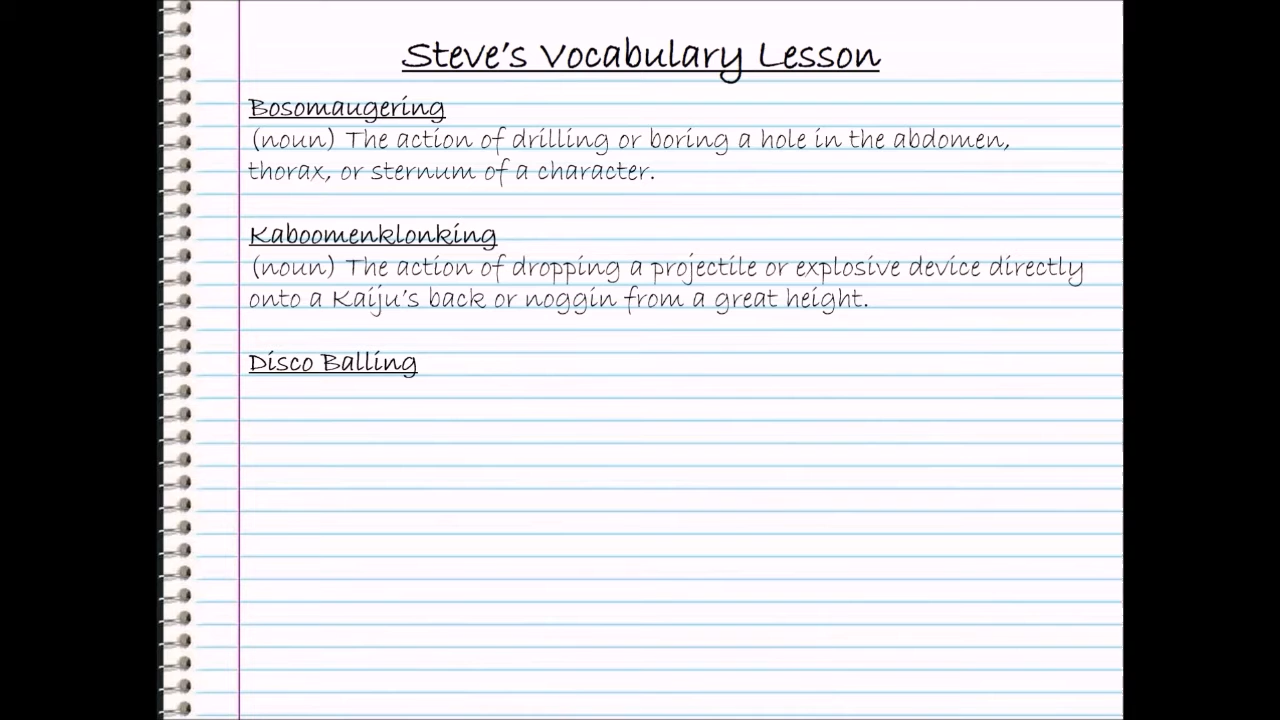 Steve's Vocabulary Lesson
Bosomaugering
(noun) The action of drilling or boring a hole in the abdomen,
thorax, or sternum of a character.
Kaboomenklonking
(noun) The action of dropping a projectile or explosive device directly
onto a Kaiju's back or noggin from a great height.
Disco Balling